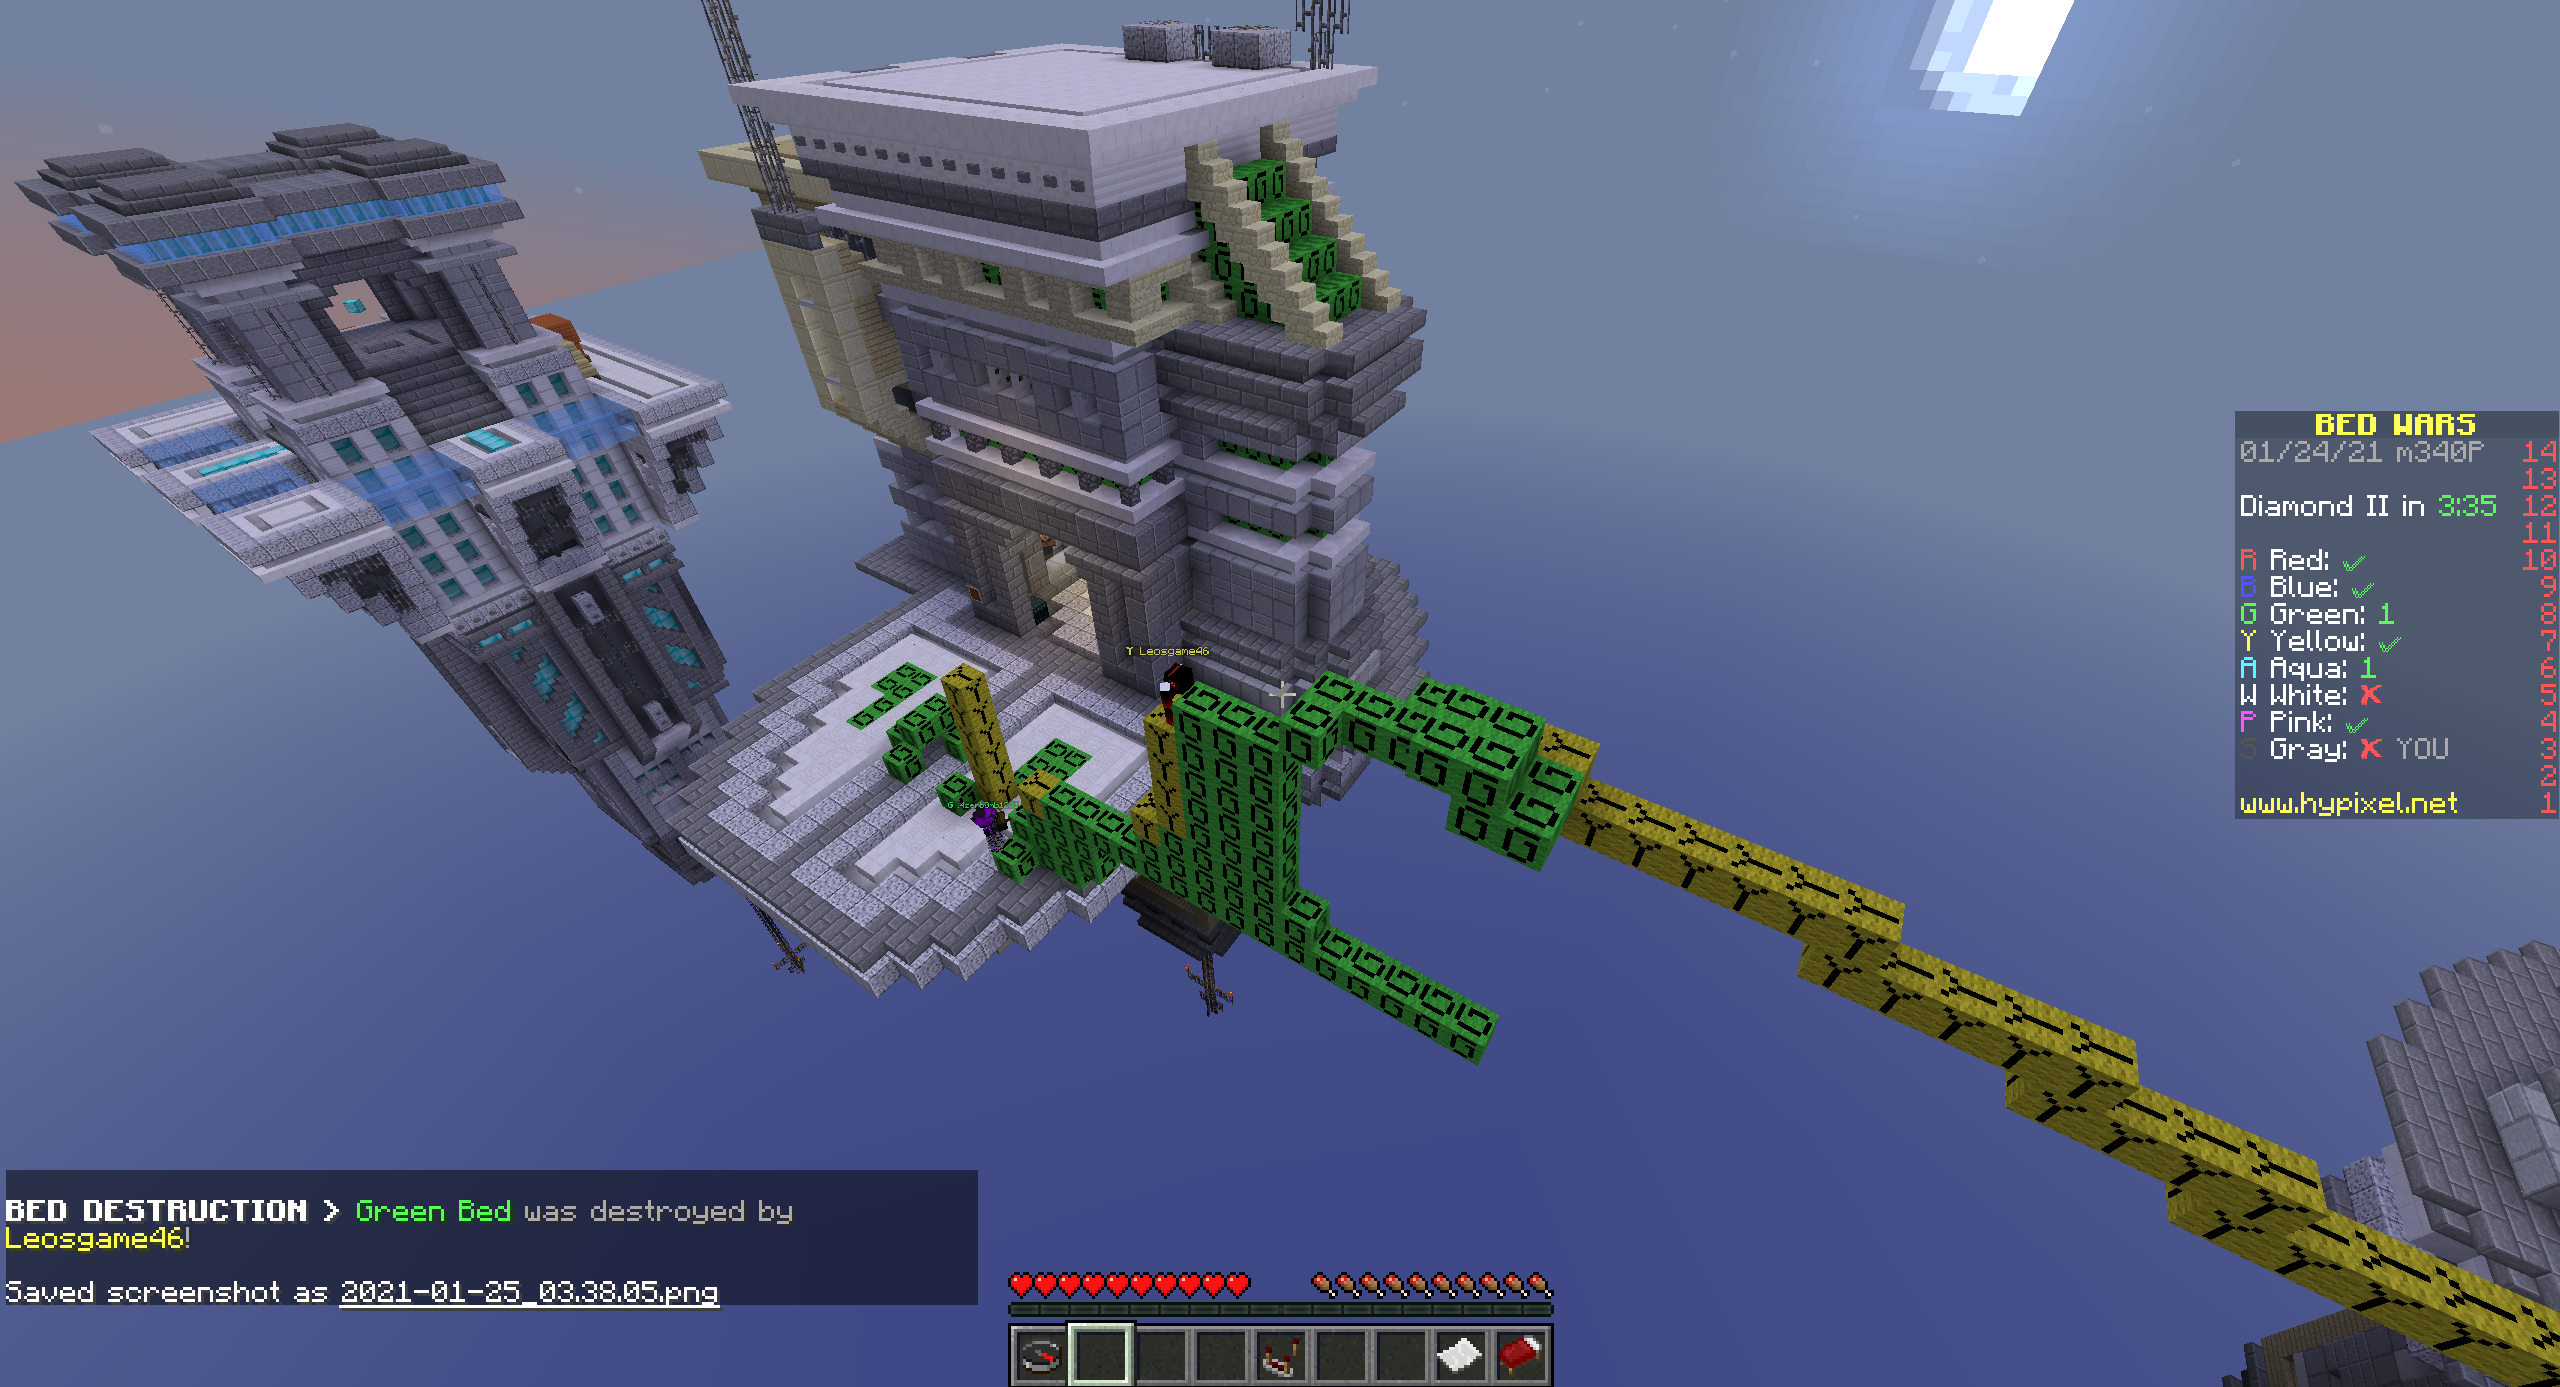 Y Leosgame46
BED WARS
01/24/21 m340P 14
13
Diamond II in 3:35 12
11
R Red: ✓ 10
B Blue: ✓ 9
G Green: 1 8
Y Yellow: ✓ 7
A Aqua: 1 6
W White: ✗ 5
P Pink: ✓ 4
S Gray: ✗ YOU 3
2
www.hypixel.net 1
BED DESTRUCTION > Green Bed was destroyed by
Leosgame46!
Saved screenshot as 2021-01-25_03.38.05.png